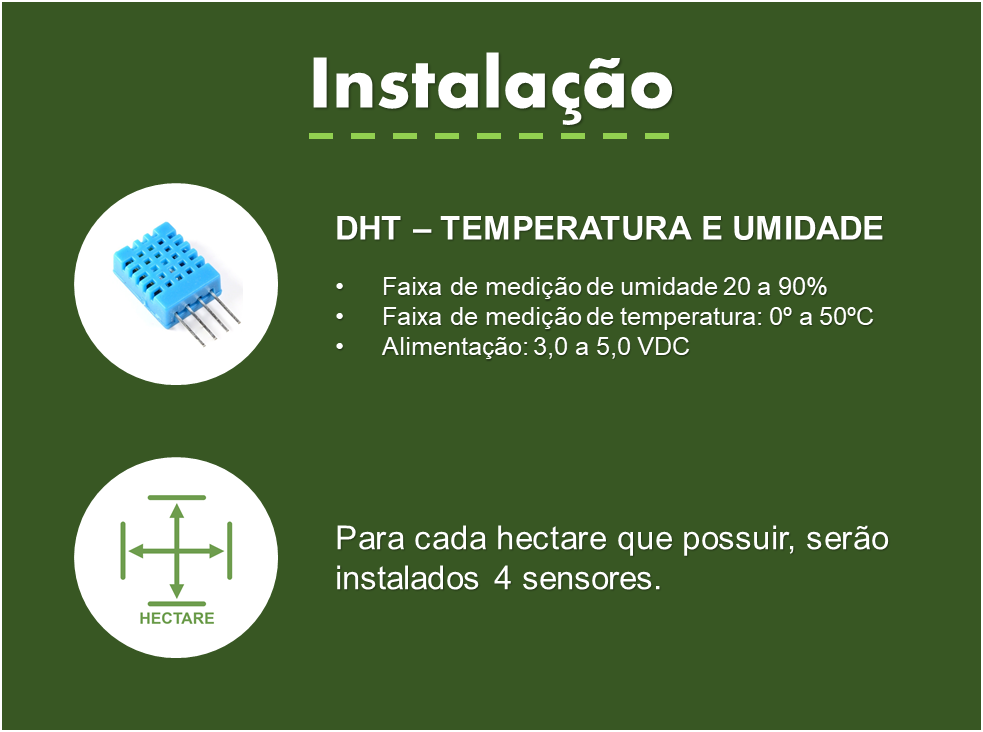 Instalação
DHT – TEMPERATURA E UMIDADE
• Faixa de medição de umidade 20 a 90%
• Faixa de medição de temperatura: 0º a 50ºC
• Alimentação: 3,0 a 5,0 VDC
HECTARE
Para cada hectare que possuir, serão
instalados 4 sensores.